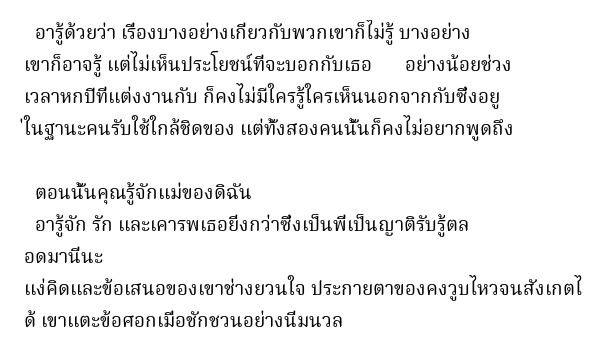 อารู้ด้วยว่า เรื่องบางอย่างเกี่ยวกับพวกเขาก็ไม่รู้ บางอย่าง
เขาก็อาจรู้ แต่ไม่เห็นประโยชน์ที่จะบอกกับเธอ อย่างน้อยช่วง
เวลาหกปีที่แต่งงานกับ ก็คงไม่มีใครรู้ใครเห็นนอกจากกับซึ่งอยู
่ในฐานะคนรับใช้ใกล้ชิดของ แต่ทั้งสองคนนั้นก็คงไม่อยากพูดถึง
ตอนนั้นคุณรู้จักแม่ของดิฉัน
อารู้จัก รัก และเคารพเธอยิ่งกว่าซึ่งเป็นพี่เป็นญาติรับรู้ตล
อดมานี่นะ
แง่คิดและข้อเสนอของเขาช่างยวนใจ ประกายตาของคงวูบไหวจนสังเกตไ
ด้ เขาแตะข้อศอกเมื่อชักชวนอย่างนิ่มนวล